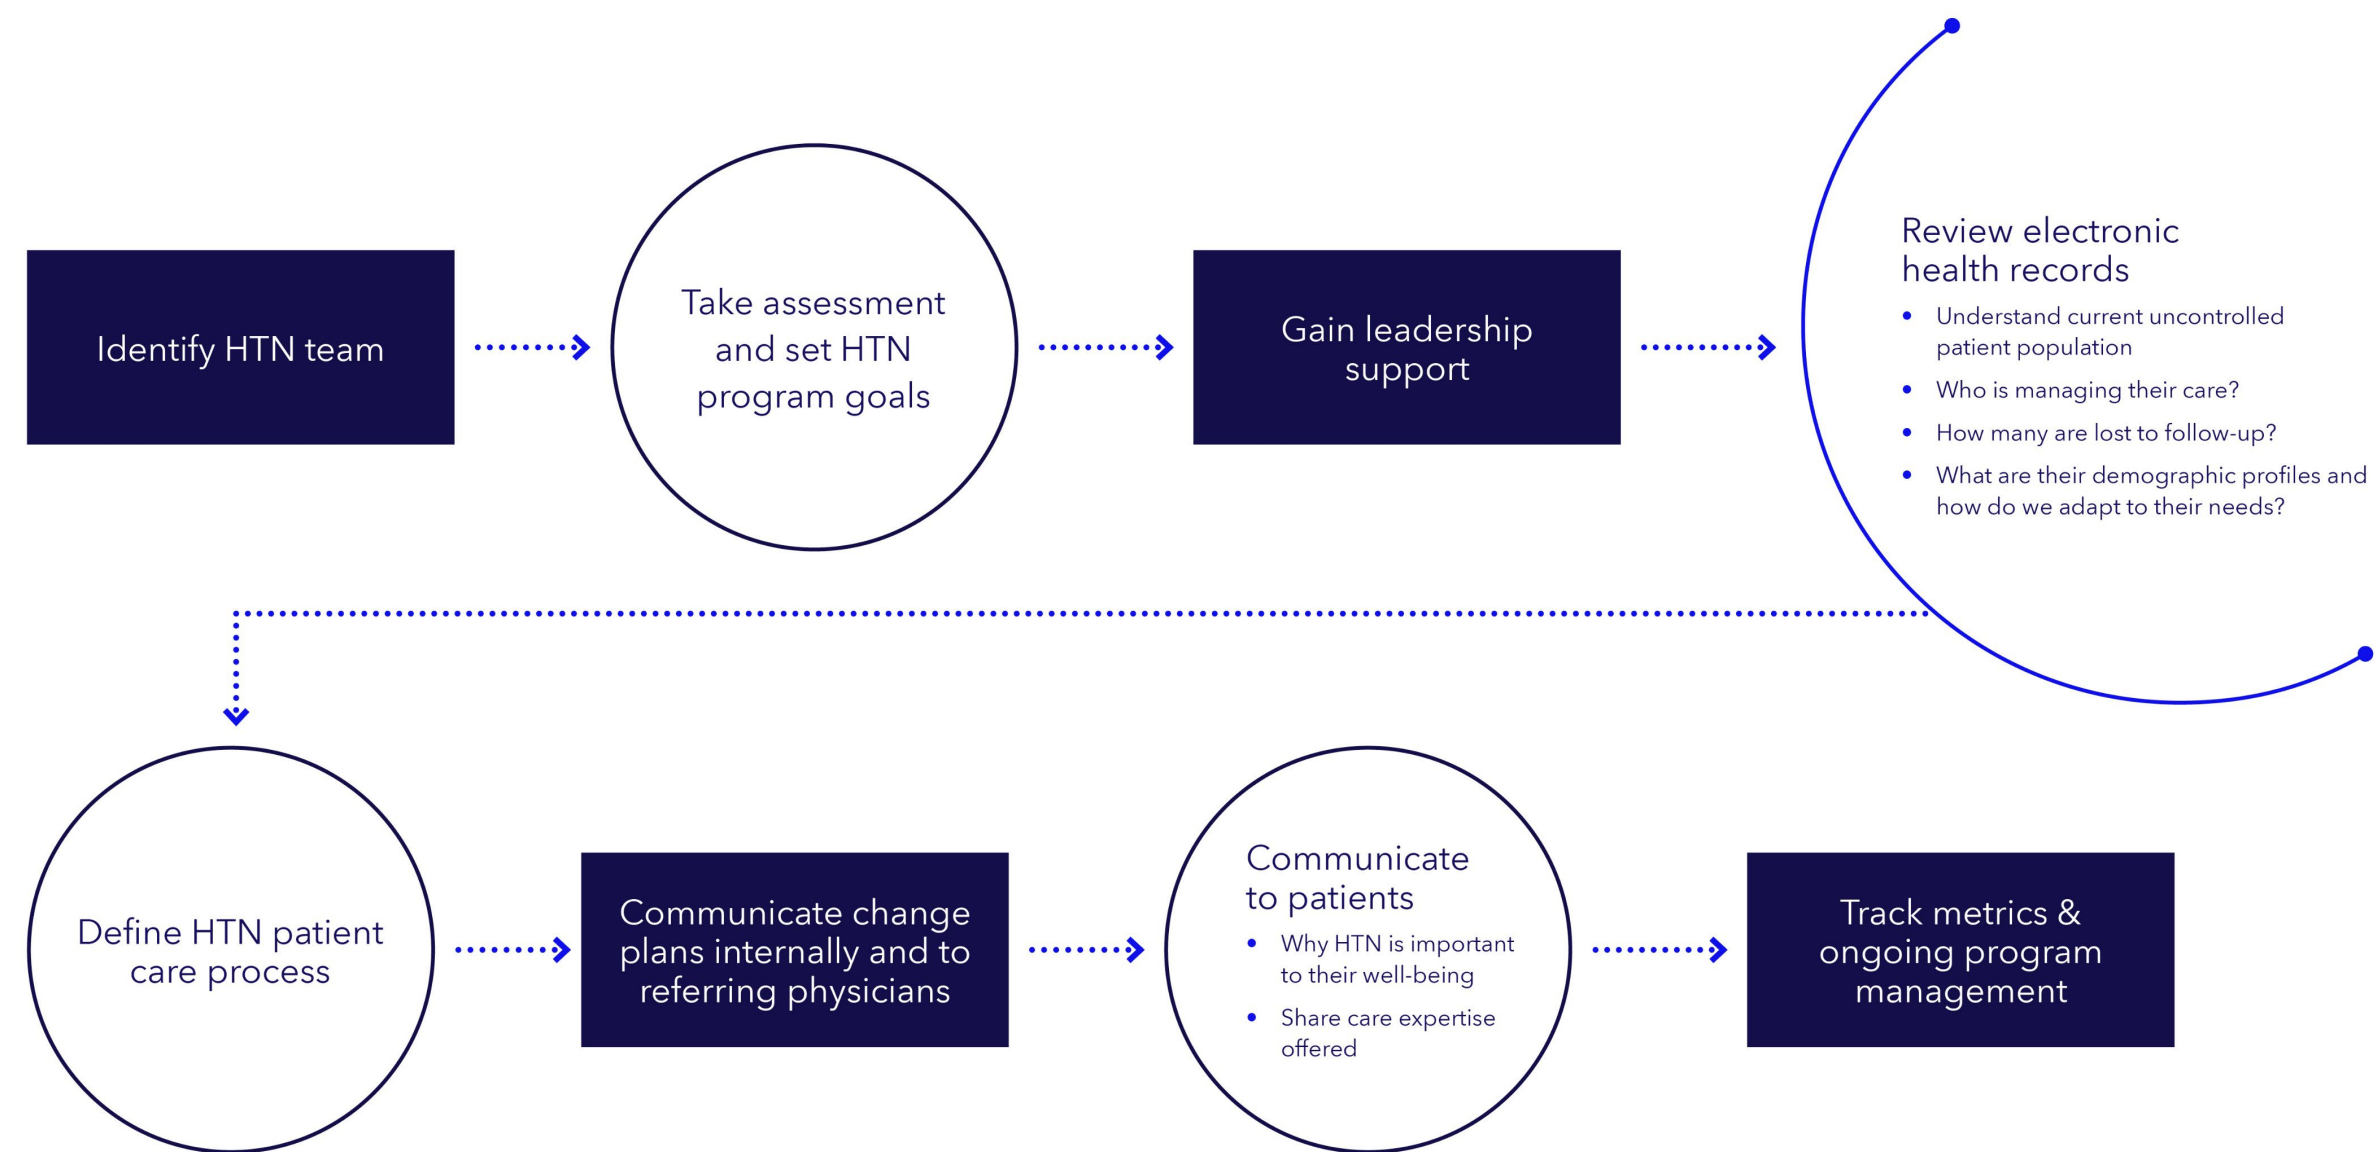 Identify HTN team
Take assessment
and set HTN
program goals
Gain leadership
support
Review electronic
health records
• Understand current uncontrolled
patient population
• Who is managing their care?
• How many are lost to follow-up?
• What are their demographic profiles and
how do we adapt to their needs?
Define HTN patient
care process
Communicate change
plans internally and to
referring physicians
Communicate
to patients
• Why HTN is important
to their well-being
• Share care expertise
offered
Track metrics &
ongoing program
management